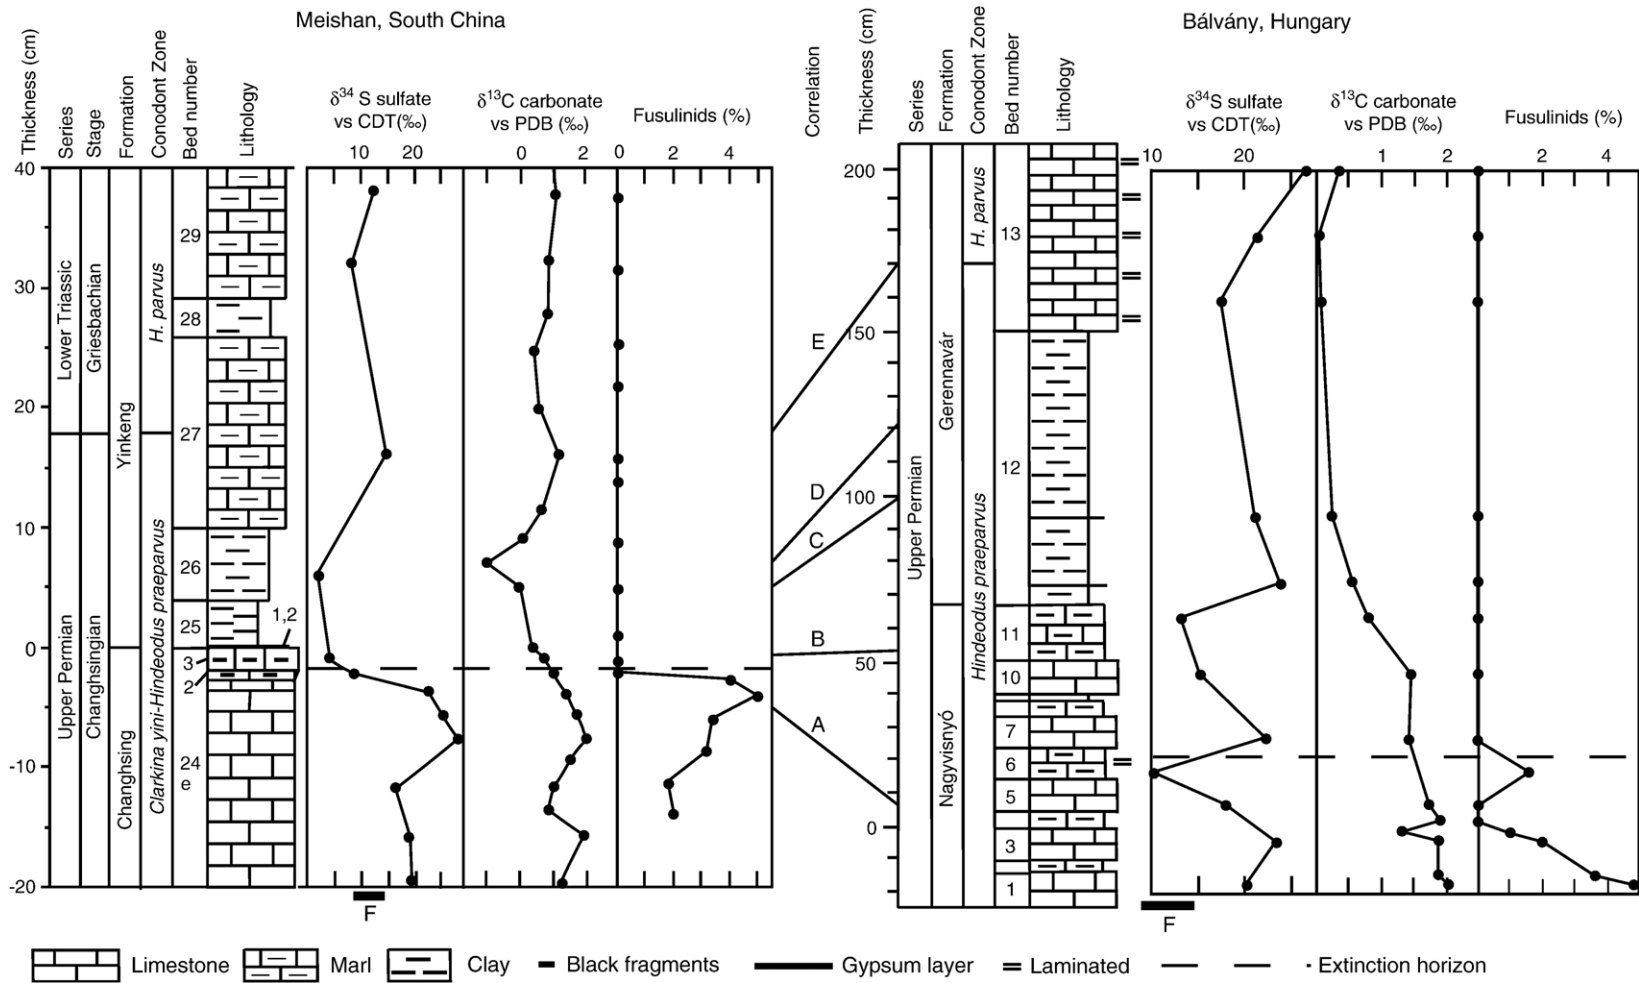 Meishan, South China
Bálvány, Hungary
Thickness (cm)
Series
Stage
Formation
Conodont Zone
Bed number
Lithology
δ34 S sulfate
vs CDT(‰)
δ13C carbonate
vs PDB (‰)
Fusulinids (%)
Correlation
Thickness (cm)
Series
Formation
Conodont Zone
Bed number
Lithology
δ34S sulfate
vs CDT(‰)
δ13C carbonate
vs PDB (‰)
Fusulinids (%)
10 20
0 2
0 2 4
10 20
1 2
2 4
40
30
20
10
0
-10
-20
Lower Triassic
Upper Permian
Griesbachian
Changhsingian
Yinkeng
Changhsing
H. parvus
Clarkina yini-Hindeodus praeparvus
29
28
27
26
25
1,2
3
2
24
e
F
E
D
C
B
A
200
150
100
50
0
Upper Permian
Gerennavár
Nagyvisnyó
H. parvus
Hindeodus praeparvus
13
12
11
10
7
6
5
3
1
F
Limestone
Marl
Clay
Black fragments
Gypsum layer
Laminated
Extinction horizon